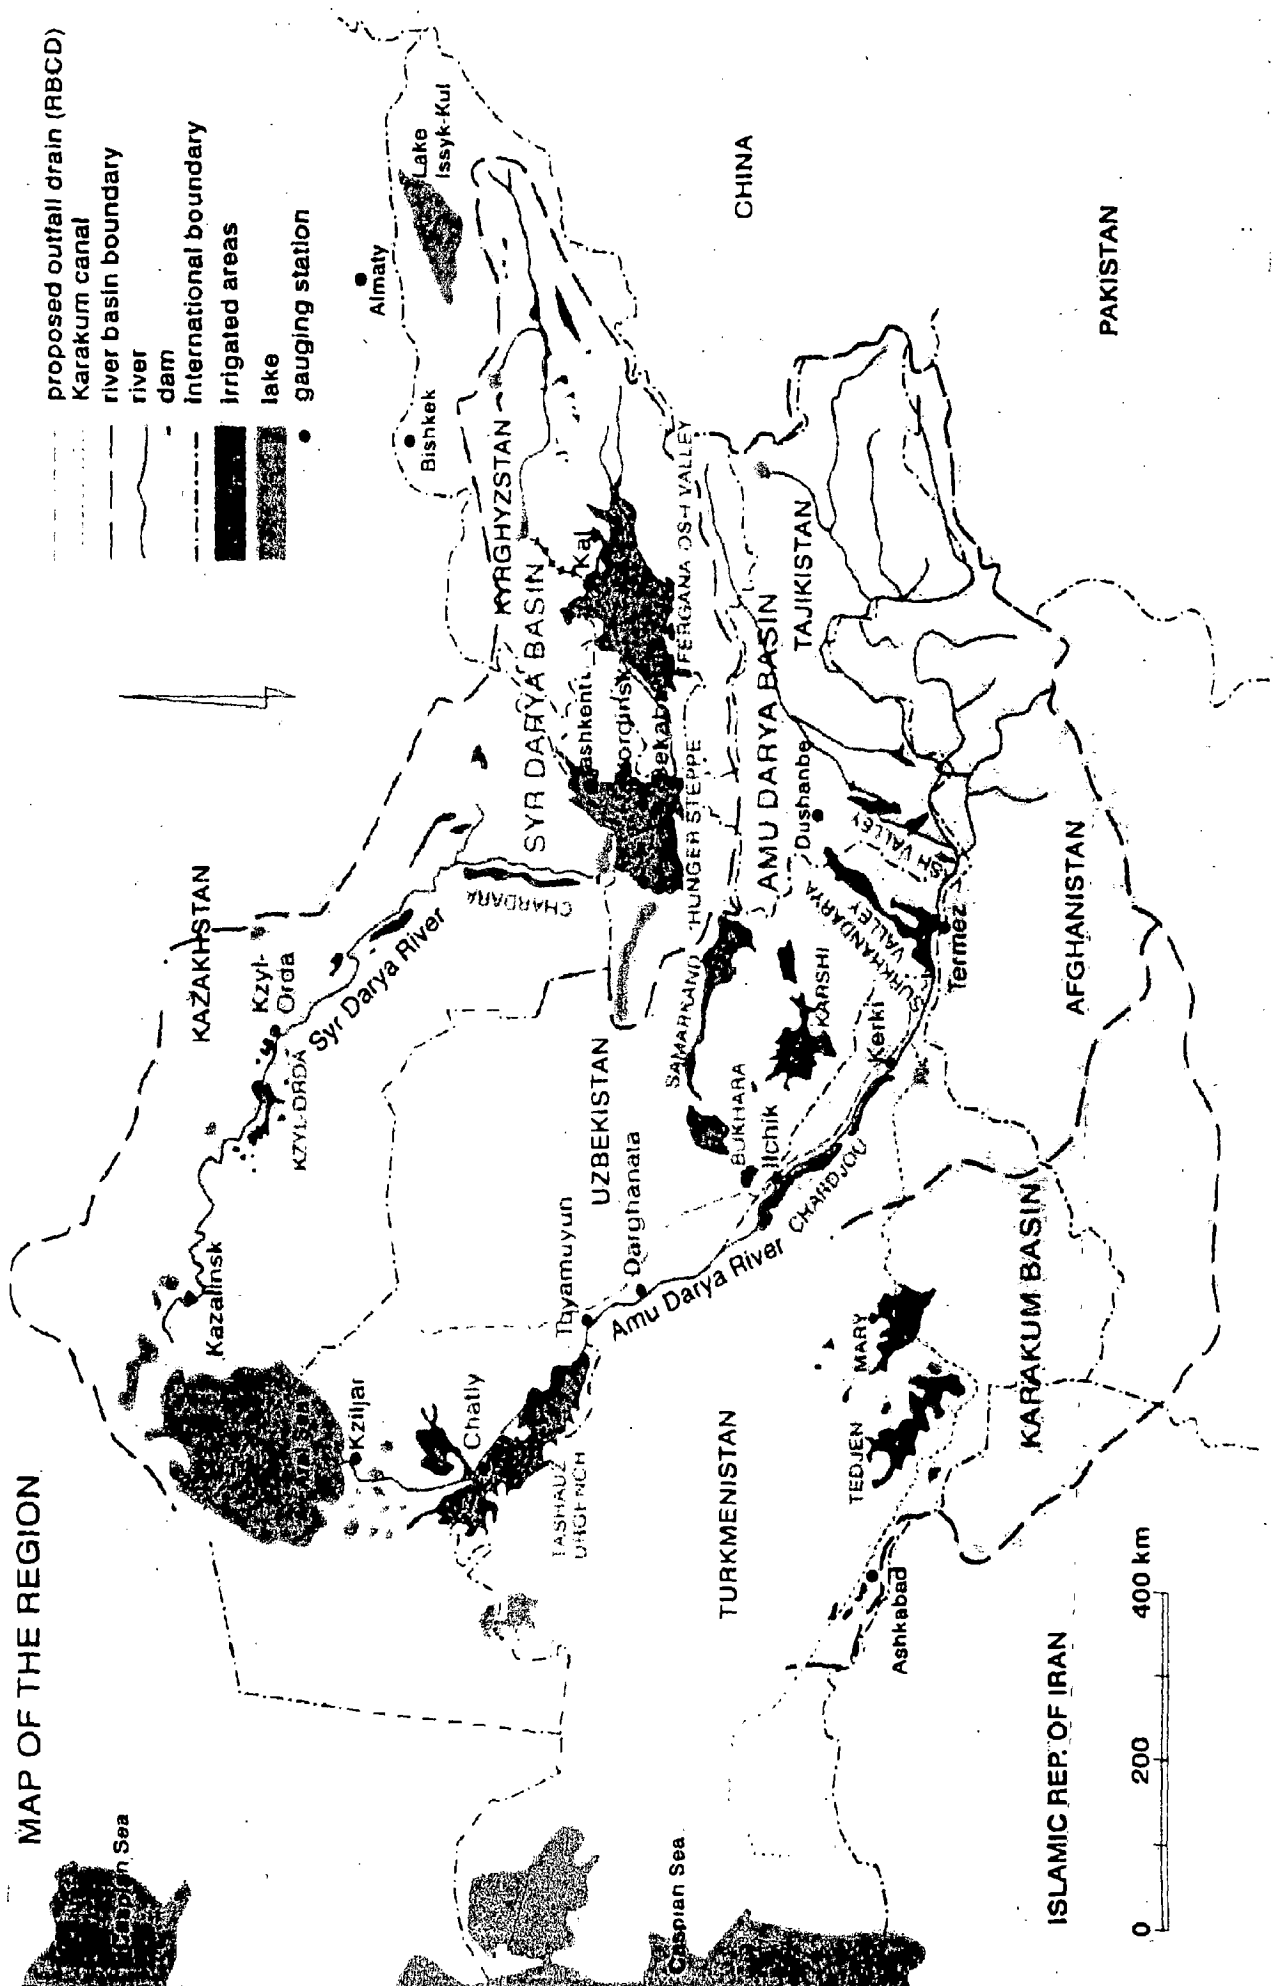 MAP OF THE REGION
proposed outfall drain (RBCD)
Karakum canal
river basin boundary
river
dam
international boundary
irrigated areas
lake
gauging station
KAZAKHSTAN
Kazalinsk
Kzyl-
Orda
KZYL-ORDA
Syr Darya River
CHARDARA
Almaty
Bishkek
Lake
Issyk-Kul
KYRGHYZSTAN
SYR DARYA BASIN
FERGANA OSH VALLEY
HUNGER STEPPE
CHINA
Kziljar
Chatly
TASHAUZ
URGENCH
Tuyamuyun
Darghanata
UZBEKISTAN
Amu Darya River
SAMARKAND
BUKHARA
Ilchik
KARSHI
CHARDJOU
Kerki
SURKHANDARYA
VALLEY
Termez
Dushanbe
AMU DARYA BASIN
TAJIKISTAN
PAKISTAN
AFGHANISTAN
TURKMENISTAN
MARY
TEDJEN
KARAKUM BASIN
Ashkabad
Caspian Sea
ISLAMIC REP. OF IRAN
0 200 400 km